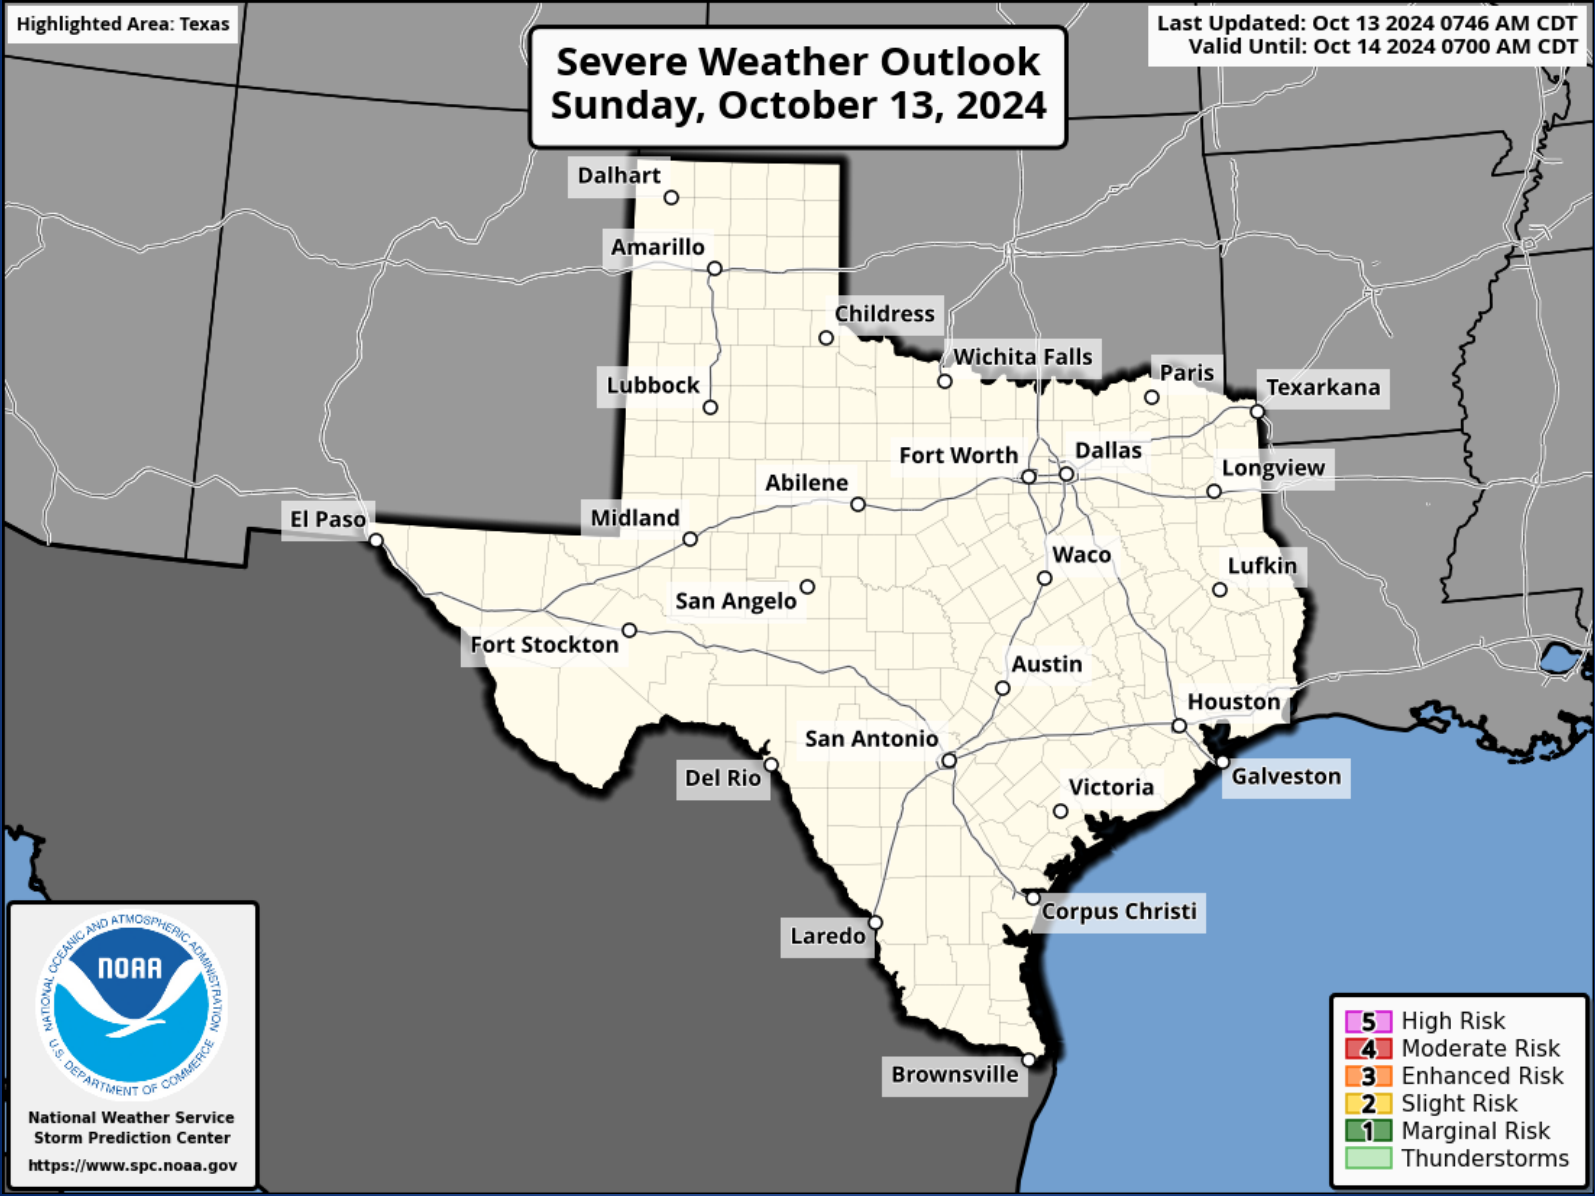 Highlighted Area: Texas
Last Updated: Oct 13 2024 0746 AM CDT
Valid Until: Oct 14 2024 0700 AM CDT
Severe Weather Outlook
Sunday, October 13, 2024
Dalhart
Amarillo
Childress
Wichita Falls
Paris
Texarkana
Lubbock
Fort Worth
Dallas
Longview
Abilene
El Paso
Midland
Waco
Lufkin
San Angelo
Fort Stockton
Austin
Houston
San Antonio
Del Rio
Galveston
Victoria
Corpus Christi
Laredo
Brownsville
NATIONAL OCEANIC AND ATMOSPHERIC ADMINISTRATION
NOAA
U.S. DEPARTMENT OF COMMERCE
National Weather Service
Storm Prediction Center
https://www.spc.noaa.gov
5 High Risk
4 Moderate Risk
3 Enhanced Risk
2 Slight Risk
1 Marginal Risk
Thunderstorms